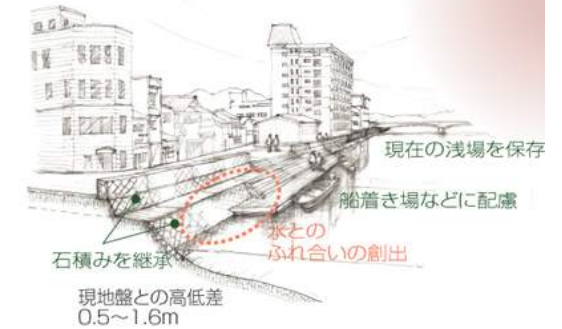 現在の浅場を保存
船着き場などに配慮
水との
ふれ合いの創出
石積みを継承
現地盤との高低差
0.5～1.6m